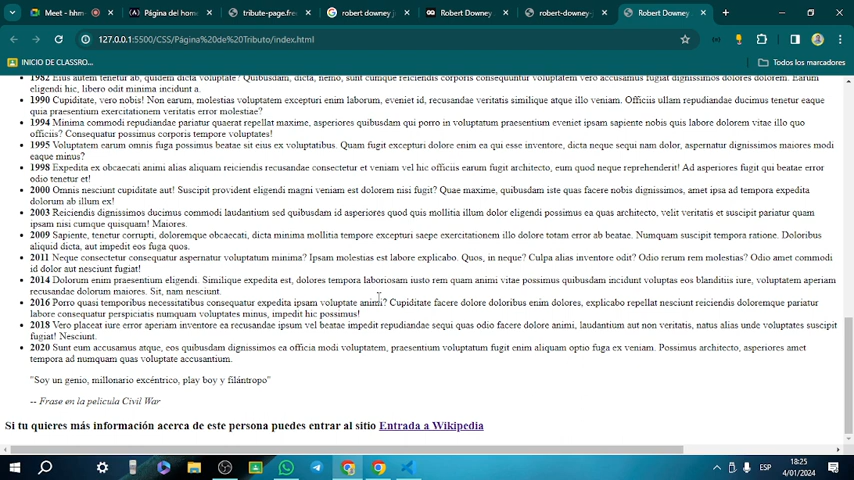 Meet - hhm
Página del hom
tribute-page.fre
robert downey jr
Robert Downey
robert-downey-j
Robert Downey
127.0.0.1:5500/CSS/Página%20de%20Tributo/index.html
INICIO DE CLASSRO...
Todos los marcadores
1982 Eius autem tenetur ab, quidem dicta voluptate? Quibusdam, dicta, nemo, sunt cumque reiciendis corporis consequuntur voluptatem vero accusamus fugiat dignissimos dolores dolorem. Earum
eligendi hic, libero odit minima incidunt a.
1990 Cupiditate, vero nobis! Non earum, molestias voluptatem excepturi enim laborum, eveniet id, recusandae veritatis similique atque illo veniam. Officiis ullam repudiandae ducimus tenetur eaque
quia praesentium exercitationem veritatis error molestiae?
1994 Minima commodi repudiandae pariatur quaerat repellat maxime, asperiores quibusdam qui porro in voluptatum praesentium eveniet ipsam sapiente nobis quis labore dolorem vitae illo quo
officiis? Consequatur possimus corporis tempore voluptates!
1995 Voluptatem earum omnis fuga possimus beatae sit eius ex voluptatibus. Quam fugit excepturi dolore enim ea qui esse inventore, dicta neque sequi nam dolor, aspernatur dignissimos maiores modi
eaque minus?
1998 Expedita ex obcaecati animi alias aliquam reiciendis recusandae consectetur et veniam vel hic officiis earum fugit architecto, eum quod neque reprehenderit! Ad asperiores fugit qui beatae error
odio tenetur et!
2000 Omnis nesciunt cupiditate aut! Suscipit provident eligendi magni veniam est dolorem nisi fugit? Quae maxime, quibusdam iste quas facere nobis dignissimos, amet ipsa ad tempora expedita
dolorum ab illum ex!
2003 Reiciendis dignissimos ducimus commodi laudantium sed quibusdam id asperiores quod quis mollitia illum dolor eligendi possimus ea quas architecto, velit veritatis et suscipit pariatur quam
ipsam nisi cumque quisquam! Maiores.
2009 Sapiente, tenetur corrupti, doloremque obcaecati, dicta minima mollitia tempore excepturi saepe exercitationem illo dolore totam error ab beatae. Numquam suscipit tempora ratione. Doloribus
aliquid dicta, aut impedit eos fuga quos.
2011 Neque consectetur consequatur aspernatur voluptatum minima? Ipsam molestias est labore explicabo. Quos, in neque? Culpa alias inventore odit? Odio rerum rem molestias? Odio amet commodi
id dolor aut nesciunt fugiat!
2014 Dolorum enim praesentium eligendi. Similique expedita est, dolores tempora laboriosam iusto rem quam animi vitae possimus quibusdam incidunt voluptas eos blanditiis iure, voluptatem aperiam
recusandae dolorum maiores. Sit, nam nesciunt.
2016 Porro quasi temporibus necessitatibus consequatur expedita ipsam voluptate animi? Cupiditate facere dolore doloribus enim dolores, explicabo repellat nesciunt reiciendis doloremque pariatur
labore consequatur perspiciatis numquam voluptates minus, impedit hic possimus!
2018 Vero placeat iure error aperiam inventore ea recusandae ipsum vel beatae impedit repudiandae sequi quas odio facere dolore animi, laudantium aut non veritatis, natus alias unde voluptates suscipit
fugiat! Nesciunt.
2020 Sunt eum accusamus atque, eos quibusdam dignissimos ea officia modi voluptatem, praesentium voluptatum fugit enim aliquam optio fuga ex veniam. Possimus architecto, asperiores amet
tempora ad numquam quas voluptate accusantium.
"Soy un genio, millonario excéntrico, play boy y filántropo"
-- Frase en la pelicula Civil War
Si tu quieres más información acerca de este persona puedes entrar al sitio Entrada a Wikipedia
ESP
18:25
4/01/2024